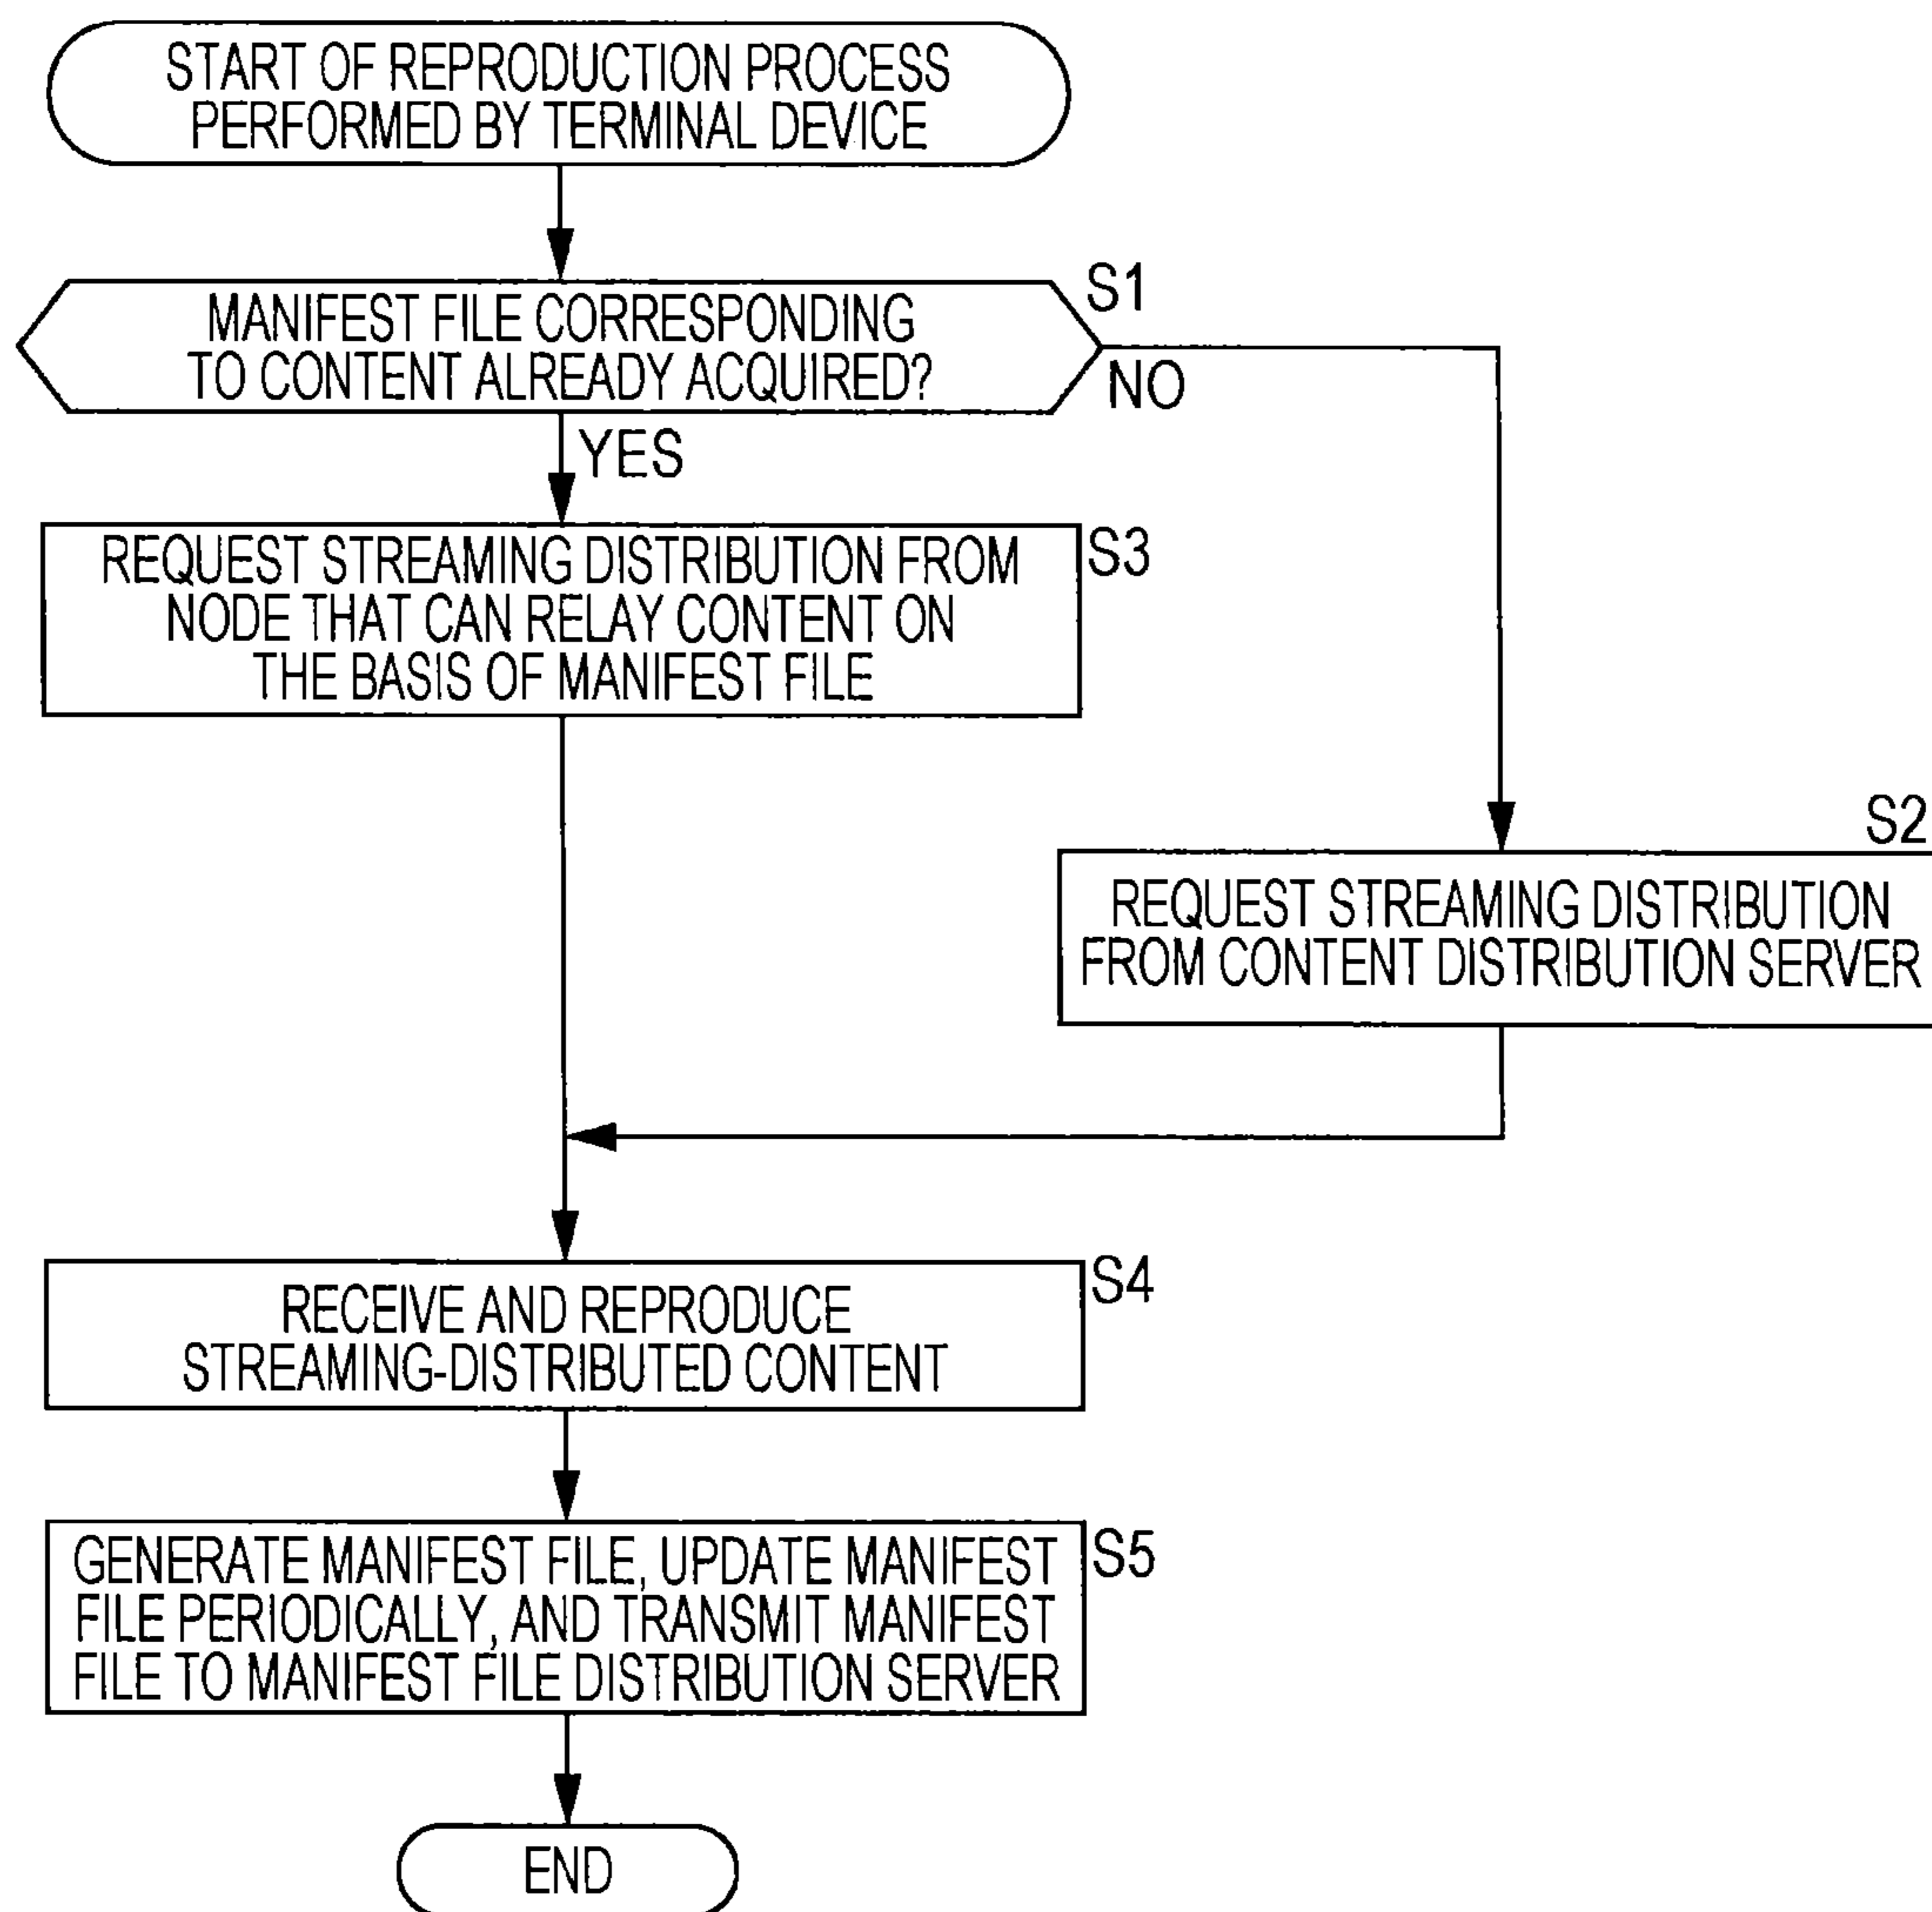 START OF REPRODUCTION PROCESS
PERFORMED BY TERMINAL DEVICE
S1
MANIFEST FILE CORRESPONDING
TO CONTENT ALREADY ACQUIRED?
NO
YES
S3
REQUEST STREAMING DISTRIBUTION FROM
NODE THAT CAN RELAY CONTENT ON
THE BASIS OF MANIFEST FILE
S2
REQUEST STREAMING DISTRIBUTION
FROM CONTENT DISTRIBUTION SERVER
S4
RECEIVE AND REPRODUCE
STREAMING-DISTRIBUTED CONTENT
S5
GENERATE MANIFEST FILE, UPDATE MANIFEST
FILE PERIODICALLY, AND TRANSMIT MANIFEST
FILE TO MANIFEST FILE DISTRIBUTION SERVER
END